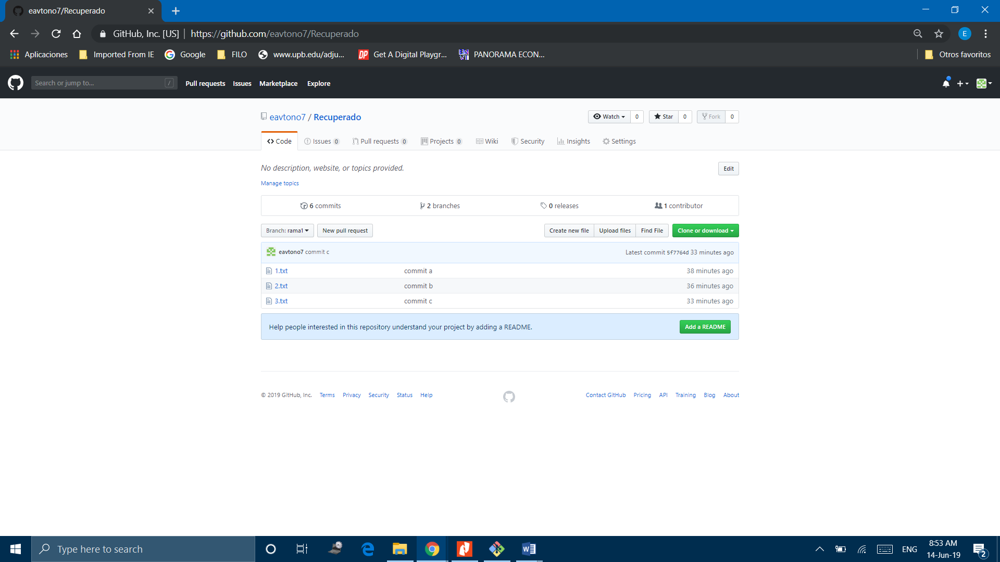 eavtono7/Recuperado
GitHub, Inc. [US] | https://github.com/eavtono7/Recuperado E
Aplicaciones Imported From IE Google FILO www.upb.edu/adju... DP Get A Digital Playgr... PANORAMA ECON... Otros favoritos
Search or jump to... / Pull requests Issues Marketplace Explore
eavtono7 / Recuperado Watch 0 Star 0 Fork 0
Code Issues 0 Pull requests 0 Projects 0 Wiki Security Insights Settings
No description, website, or topics provided. Edit
Manage topics
6 commits 2 branches 0 releases 1 contributor
Branch: rama1 New pull request Create new file Upload files Find File Clone or download
eavtono7 commit c Latest commit 5f7764d 33 minutes ago
1.txt commit a 38 minutes ago
2.txt commit b 36 minutes ago
3.txt commit c 33 minutes ago
Help people interested in this repository understand your project by adding a README. Add a README
© 2019 GitHub, Inc. Terms Privacy Security Status Help Contact GitHub Pricing API Training Blog About
Type here to search ENG 8:53 AM
14-Jun-19 2